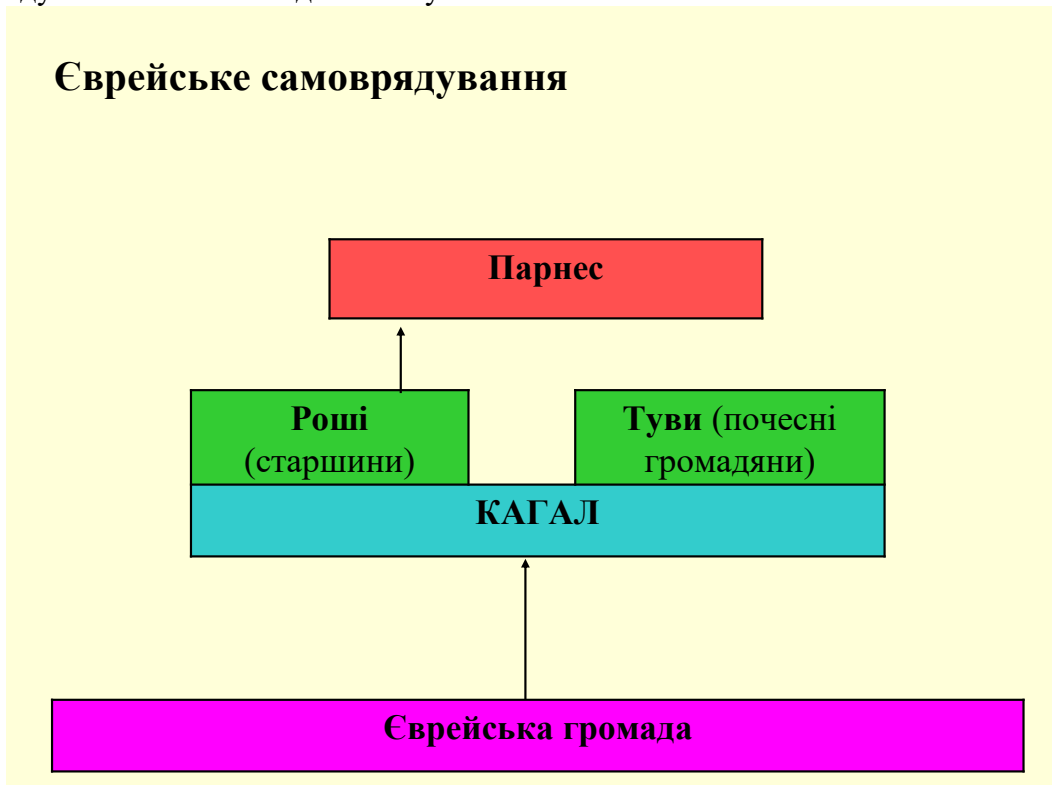 Єврейське самоврядування
Парнес
Роші
(старшини)
Туви (почесні
громадяни)
КАГАЛ
Єврейська громада